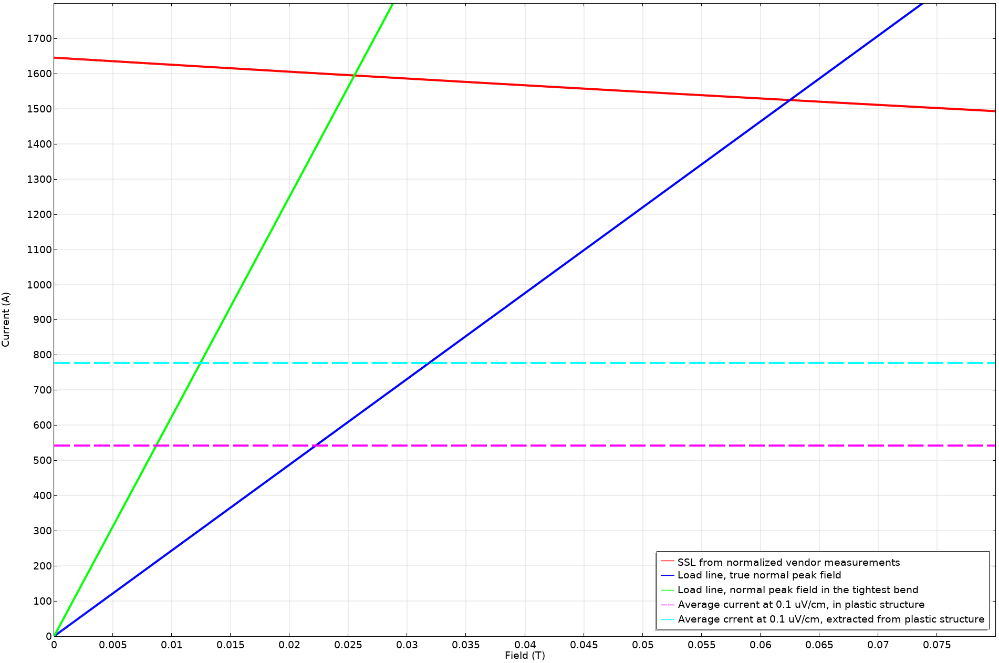 1700
1600
1500
1400
1300
1200
1100
1000
900
800
700
600
500
400
300
200
100
0
Current (A)
0 0.005 0.01 0.015 0.02 0.025 0.03 0.035 0.04 0.045 0.05 0.055 0.06 0.065 0.07 0.075
Field (T)
SSL from normalized vendor measurements
Load line, true normal peak field
Load line, normal peak field in the tightest bend
Average current at 0.1 uV/cm, in plastic structure
Average crrent at 0.1 uV/cm, extracted from plastic structure